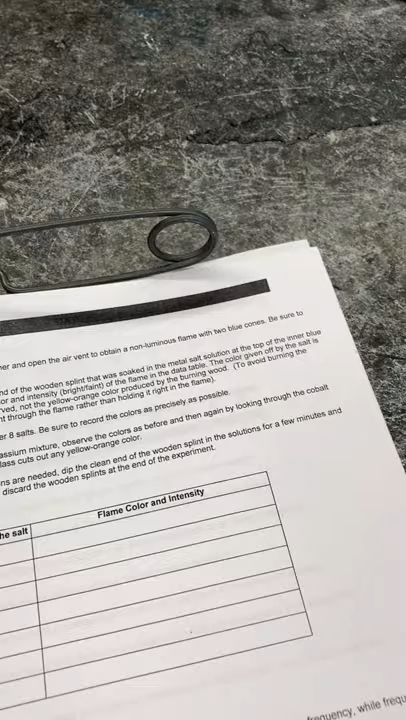 ner and open the air vent to obtain a non-luminous flame with two blue cones. Be sure to
nd of the wooden splint that was soaked in the metal salt solution at the top of the inner blue
or and intensity (bright/faint) of the flame in the data table. The color given off by the salt is
rved, not the yellow-orange color produced by the burning wood. (To avoid burning the
nt through the flame rather than holding it right in the flame).
er 8 salts. Be sure to record the colors as precisely as possible.
assium mixture, observe the colors as before and then again by looking through the cobalt
lass cuts out any yellow-orange color.
ns are needed, dip the clean end of the wooden splint in the solutions for a few minutes and
discard the wooden splints at the end of the experiment.
he salt
Flame Color and Intensity
frequency, while frequ